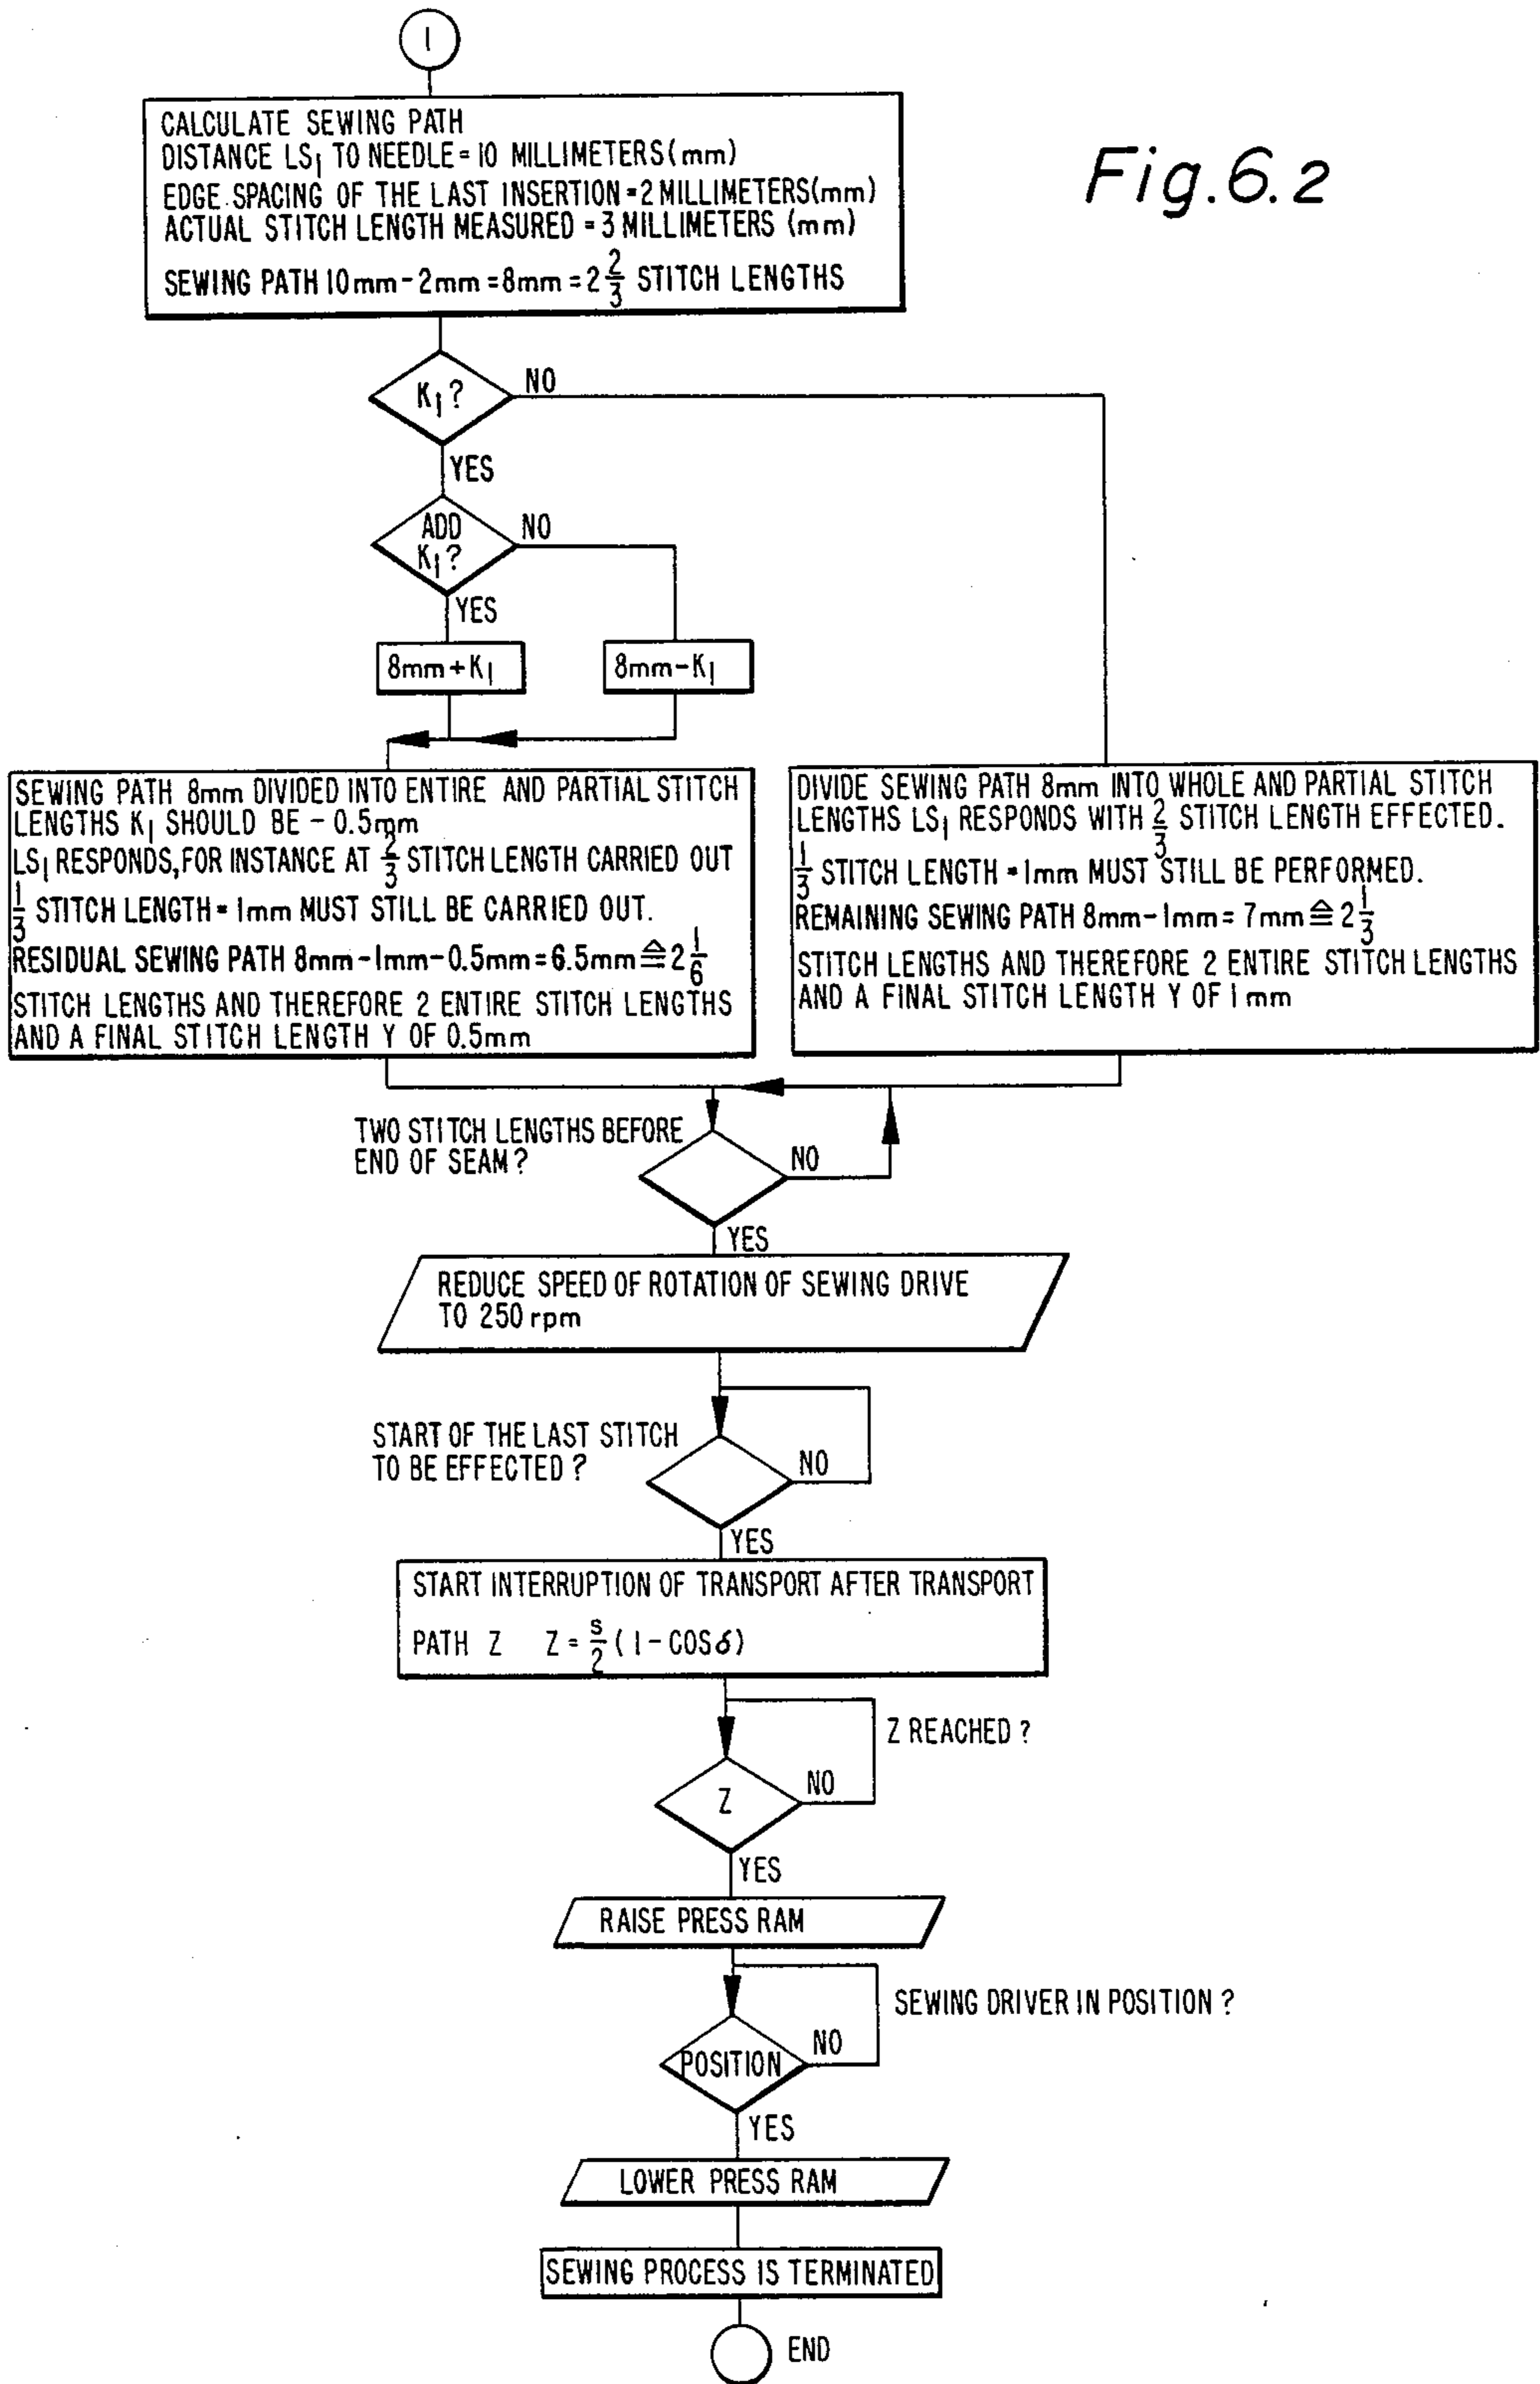 1
Fig. 6.2
CALCULATE SEWING PATH
DISTANCE LS1 TO NEEDLE = 10 MILLIMETERS (mm)
EDGE SPACING OF THE LAST INSERTION = 2 MILLIMETERS (mm)
ACTUAL STITCH LENGTH MEASURED = 3 MILLIMETERS (mm)
SEWING PATH 10mm - 2mm = 8mm = 2 2/3 STITCH LENGTHS
K1 ?
NO
YES
ADD
K1 ?
NO
YES
8mm + K1
8mm - K1
SEWING PATH 8mm DIVIDED INTO ENTIRE AND PARTIAL STITCH
LENGTHS K1 SHOULD BE - 0.5mm
LS1 RESPONDS, FOR INSTANCE AT 2/3 STITCH LENGTH CARRIED OUT
1/3 STITCH LENGTH = 1mm MUST STILL BE CARRIED OUT.
RESIDUAL SEWING PATH 8mm - 1mm - 0.5mm = 6.5mm ≙ 2 1/6
STITCH LENGTHS AND THEREFORE 2 ENTIRE STITCH LENGTHS
AND A FINAL STITCH LENGTH Y OF 0.5mm
DIVIDE SEWING PATH 8mm INTO WHOLE AND PARTIAL STITCH
LENGTHS LS1 RESPONDS WITH 2/3 STITCH LENGTH EFFECTED.
1/3 STITCH LENGTH = 1mm MUST STILL BE PERFORMED.
REMAINING SEWING PATH 8mm - 1mm = 7mm ≙ 2 1/3
STITCH LENGTHS AND THEREFORE 2 ENTIRE STITCH LENGTHS
AND A FINAL STITCH LENGTH Y OF 1 mm
TWO STITCH LENGTHS BEFORE
END OF SEAM ?
NO
YES
REDUCE SPEED OF ROTATION OF SEWING DRIVE
TO 250 rpm
START OF THE LAST STITCH
TO BE EFFECTED ?
NO
YES
START INTERRUPTION OF TRANSPORT AFTER TRANSPORT
PATH Z Z = s/2 ( 1 - COS δ )
Z REACHED ?
Z
NO
YES
RAISE PRESS RAM
SEWING DRIVER IN POSITION ?
POSITION
NO
YES
LOWER PRESS RAM
SEWING PROCESS IS TERMINATED
END